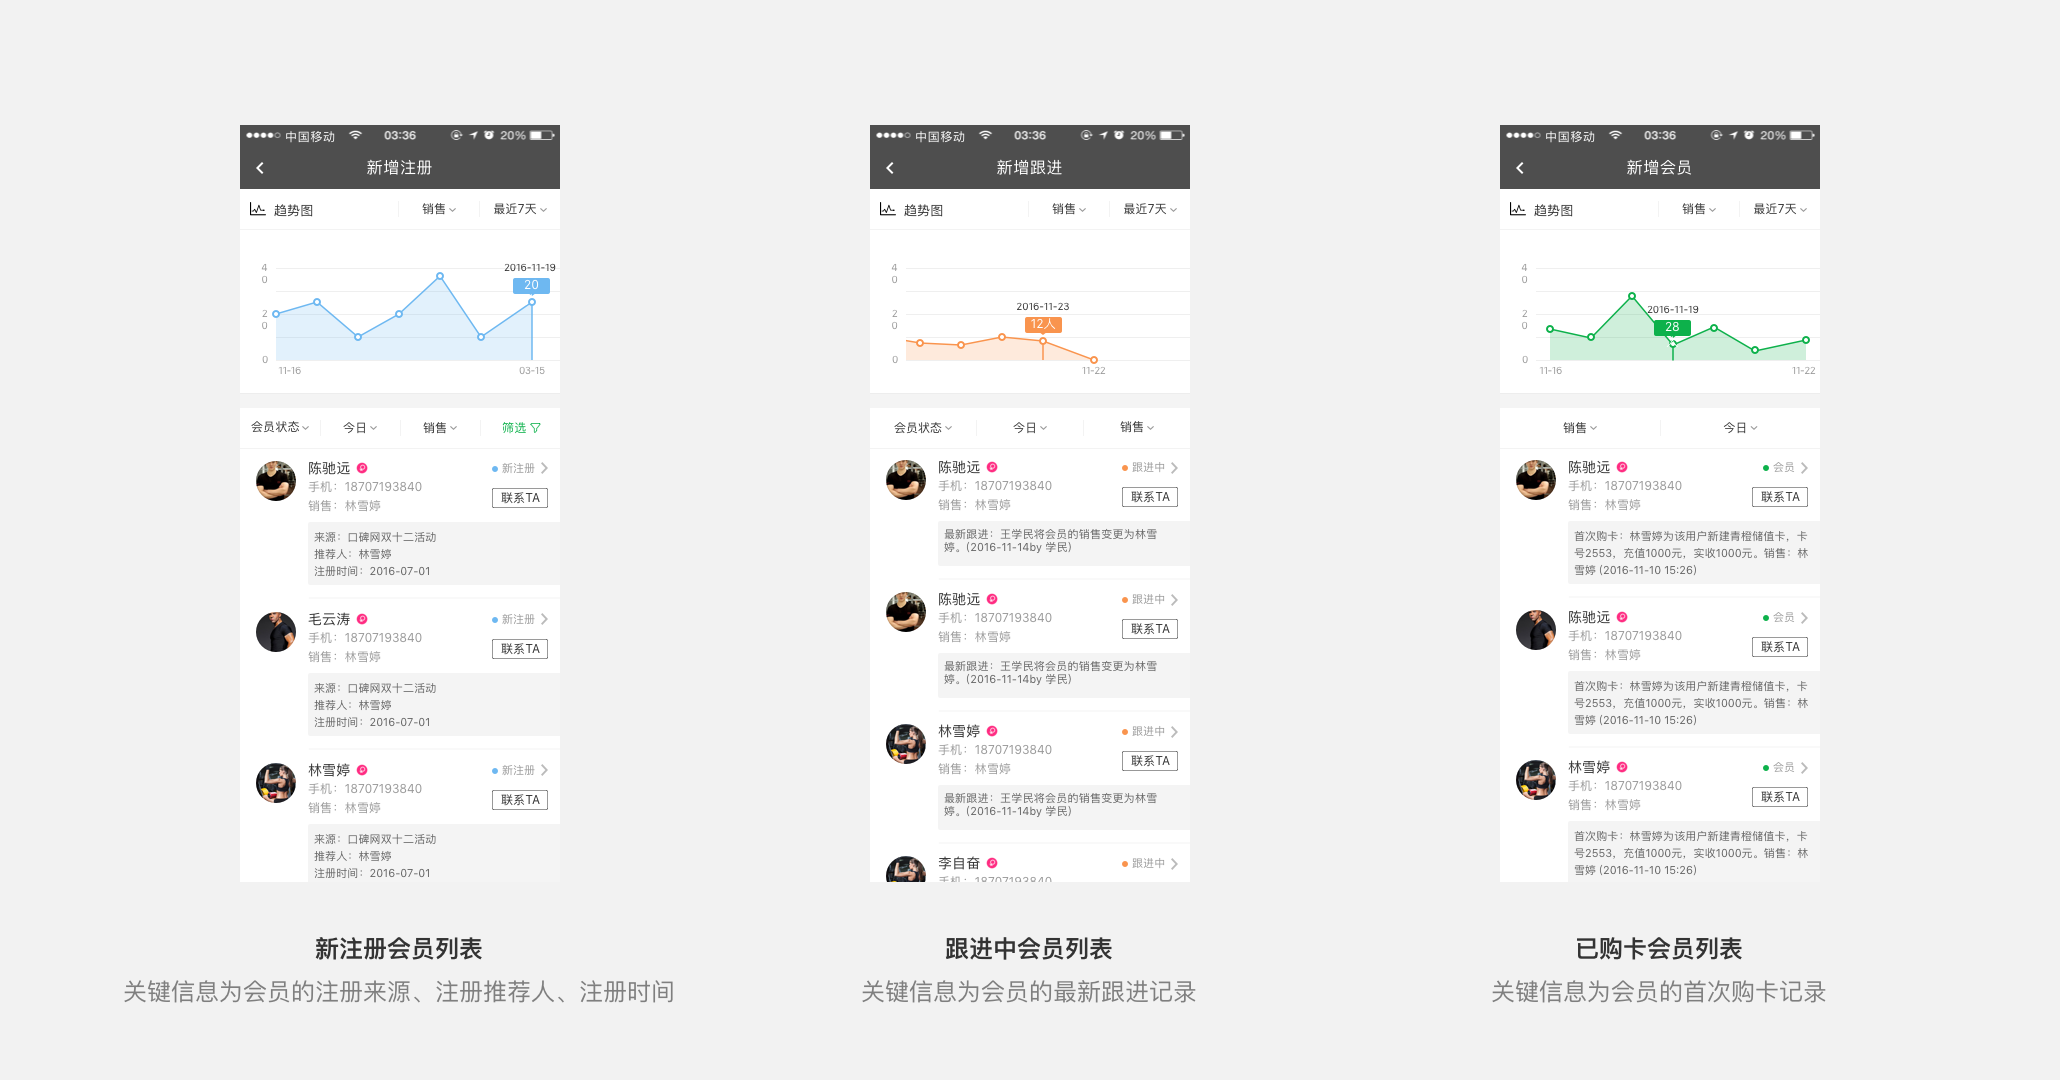 中国移动 03:36 20%
新增注册
趋势图 销售 最近7天
40
20
0
2016-11-19
20
11-16 03-15
会员状态 今日 销售 筛选
陈驰远 新注册
手机：18707193840
联系TA
销售：林雪婷
来源：口碑网双十二活动
推荐人：林雪婷
注册时间：2016-07-01
毛云涛 新注册
手机：18707193840
联系TA
销售：林雪婷
来源：口碑网双十二活动
推荐人：林雪婷
注册时间：2016-07-01
林雪婷 新注册
手机：18707193840
联系TA
销售：林雪婷
来源：口碑网双十二活动
推荐人：林雪婷
注册时间：2016-07-01
新注册会员列表
关键信息为会员的注册来源、注册推荐人、注册时间
中国移动 03:36 20%
新增跟进
趋势图 销售 最近7天
40
20
0
2016-11-23
12人
11-22
会员状态 今日 销售
陈驰远 跟进中
手机：18707193840
联系TA
销售：林雪婷
最新跟进：王学民将会员的销售变更为林雪
婷。(2016-11-14by 学民)
陈驰远 跟进中
手机：18707193840
联系TA
销售：林雪婷
最新跟进：王学民将会员的销售变更为林雪
婷。(2016-11-14by 学民)
林雪婷 跟进中
手机：18707193840
联系TA
销售：林雪婷
最新跟进：王学民将会员的销售变更为林雪
婷。(2016-11-14by 学民)
李自奋 跟进中
手机：18707193840
跟进中会员列表
关键信息为会员的最新跟进记录
中国移动 03:36 20%
新增会员
趋势图 销售 最近7天
40
20
0
2016-11-19
28
11-16 11-22
销售 今日
陈驰远 会员
手机：18707193840
联系TA
销售：林雪婷
首次购卡：林雪婷为该用户新建青橙储值卡，卡
号2553，充值1000元，实收1000元。销售：林
雪婷 (2016-11-10 15:26)
陈驰远 会员
手机：18707193840
联系TA
销售：林雪婷
首次购卡：林雪婷为该用户新建青橙储值卡，卡
号2553，充值1000元，实收1000元。销售：林
雪婷 (2016-11-10 15:26)
林雪婷 会员
手机：18707193840
联系TA
销售：林雪婷
首次购卡：林雪婷为该用户新建青橙储值卡，卡
号2553，充值1000元，实收1000元。销售：林
雪婷 (2016-11-10 15:26)
已购卡会员列表
关键信息为会员的首次购卡记录